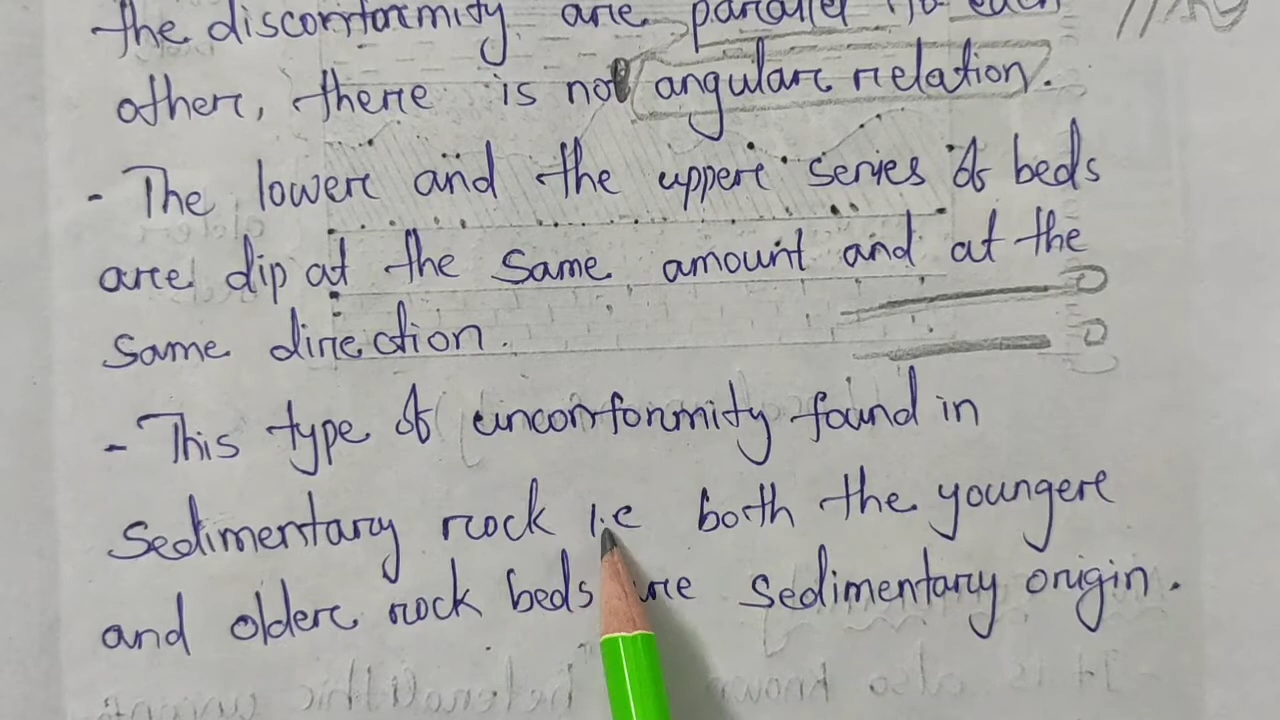 the disconformity are parallel to each
other, there is not angular relation.
- The lower and the upper series of beds
are dip at the same amount and at the
same direction.
- This type of unconformity found in
Sedimentary rock i.e both the younger
and older rock beds are sedimentary origin.